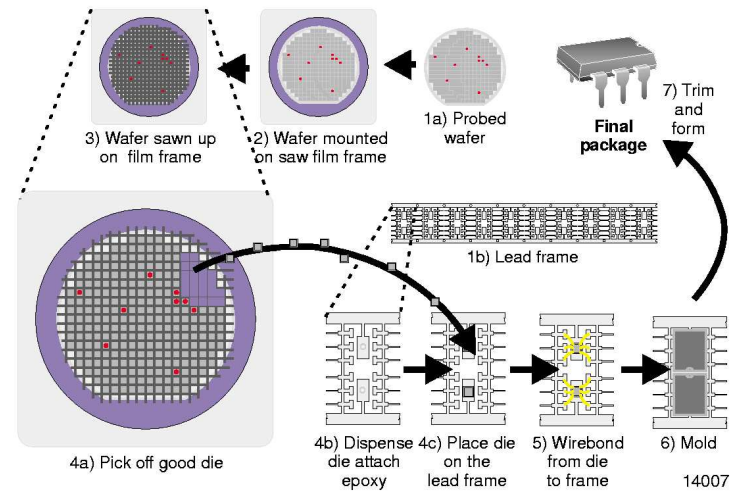 3) Wafer sawn up
on film frame
2) Wafer mounted
on saw film frame
1a) Probed
wafer
Final
package
7) Trim
and
form
1b) Lead frame
4a) Pick off good die
4b) Dispense
die attach
epoxy
4c) Place die
on the
lead frame
5) Wirebond
from die
to frame
6) Mold
14007